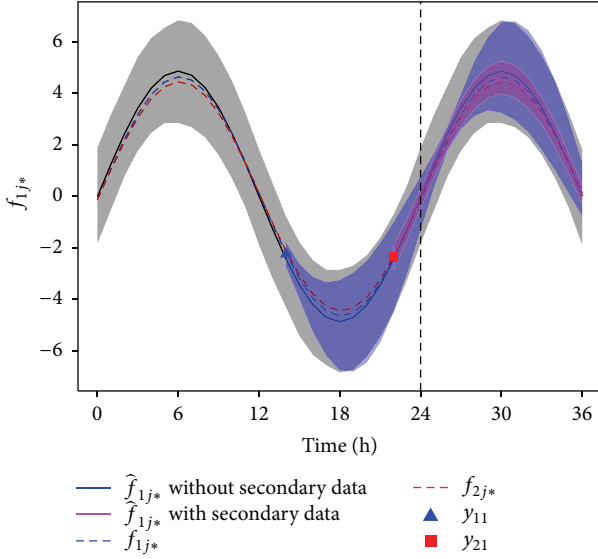 6
4
2
0
−2
−4
−6
f1j*
0 6 12 18 24 30 36
Time (h)
f̂1j* without secondary data
f̂1j* with secondary data
f1j*
f2j*
y11
y21